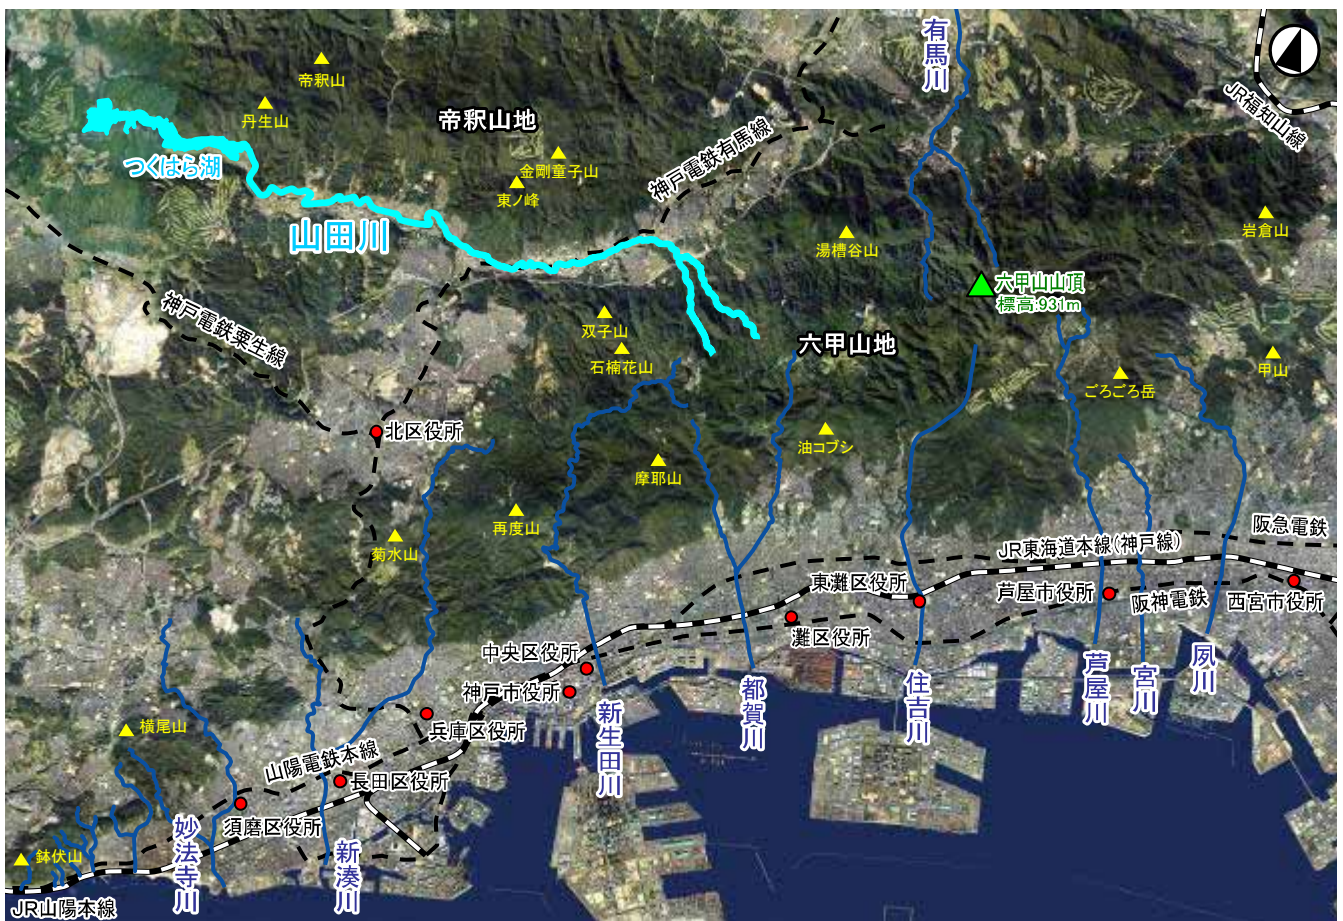 有馬川
帝釈山
丹生山
帝釈山地
JR福知山線
つくはら湖
金剛童子山
東ノ峰
神戸電鉄有馬線
山田川
湯槽谷山
岩倉山
六甲山山頂
標高:931m
神戸電鉄粟生線
双子山
石楠花山
六甲山地
甲山
ごろごろ岳
北区役所
油コブシ
摩耶山
再度山
菊水山
阪急電鉄
JR東海道本線(神戸線)
東灘区役所
芦屋市役所
阪神電鉄
西宮市役所
灘区役所
中央区役所
神戸市役所
新生田川
都賀川
住吉川
芦屋川
宮川
夙川
横尾山
兵庫区役所
山陽電鉄本線
長田区役所
須磨区役所
妙法寺川
新湊川
鉢伏山
JR山陽本線